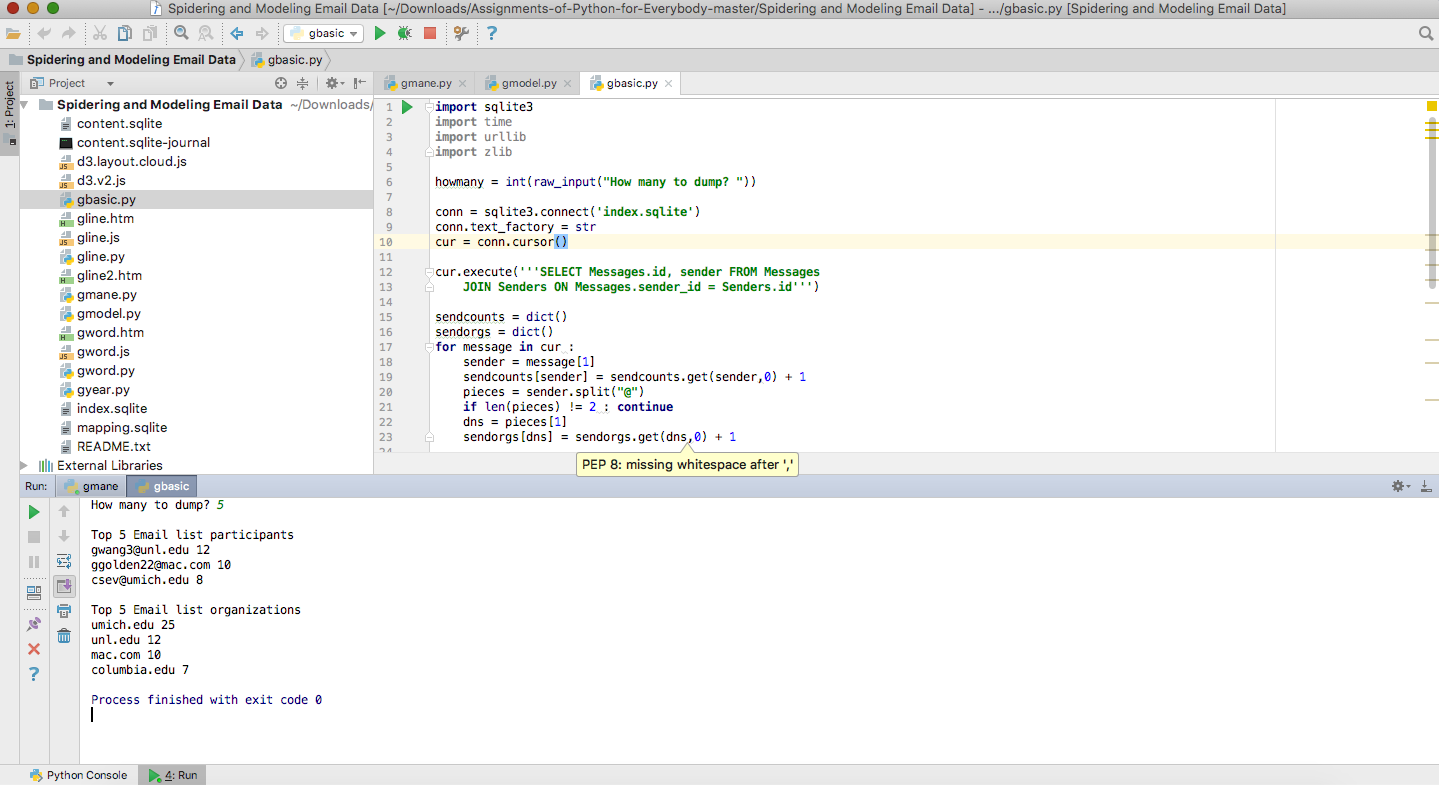 Spidering and Modeling Email Data [~/Downloads/Assignments-of-Python-for-Everybody-master/Spidering and Modeling Email Data] - .../gbasic.py [Spidering and Modeling Email Data]
gbasic
Spidering and Modeling Email Data
gbasic.py
1: Project
Project
gmane.py
gmodel.py
gbasic.py
Spidering and Modeling Email Data ~/Downloads/
content.sqlite
content.sqlite-journal
d3.layout.cloud.js
d3.v2.js
gbasic.py
gline.htm
gline.js
gline.py
gline2.htm
gmane.py
gmodel.py
gword.htm
gword.js
gword.py
gyear.py
index.sqlite
mapping.sqlite
README.txt
External Libraries
1 import sqlite3
2 import time
3 import urllib
4 import zlib
5
6 howmany = int(raw_input("How many to dump? "))
7
8 conn = sqlite3.connect('index.sqlite')
9 conn.text_factory = str
10 cur = conn.cursor()
11
12 cur.execute('''SELECT Messages.id, sender FROM Messages
13     JOIN Senders ON Messages.sender_id = Senders.id''')
14
15 sendcounts = dict()
16 sendorgs = dict()
17 for message in cur :
18     sender = message[1]
19     sendcounts[sender] = sendcounts.get(sender,0) + 1
20     pieces = sender.split("@")
21     if len(pieces) != 2 : continue
22     dns = pieces[1]
23     sendorgs[dns] = sendorgs.get(dns,0) + 1
24
PEP 8: missing whitespace after ','
Run: gmane gbasic
How many to dump? 5

Top 5 Email list participants
gwang3@unl.edu 12
ggolden22@mac.com 10
csev@umich.edu 8

Top 5 Email list organizations
umich.edu 25
unl.edu 12
mac.com 10
columbia.edu 7

Process finished with exit code 0
Python Console
4: Run